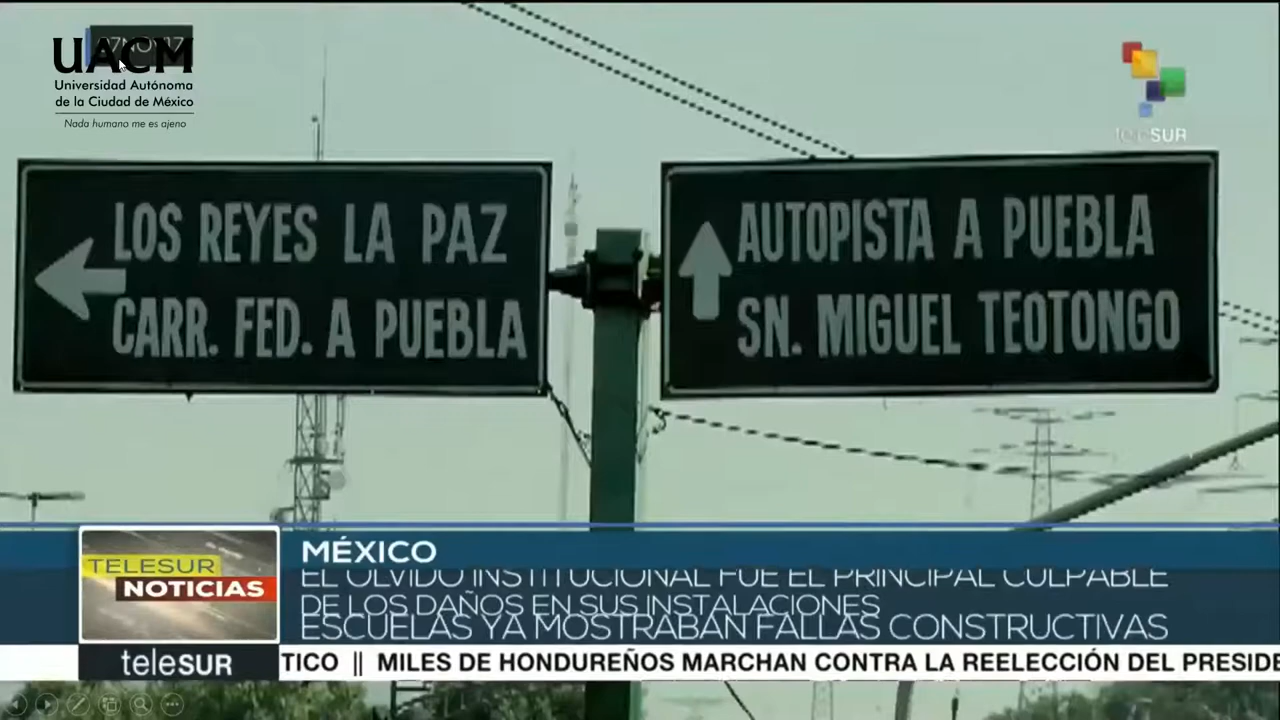 UACM
Universidad Autónoma
de la Ciudad de México
Nada humano me es ajeno
teleSUR
LOS REYES LA PAZ
CARR. FED. A PUEBLA
AUTOPISTA A PUEBLA
SN. MIGUEL TEOTONGO
TELESUR
NOTICIAS
MÉXICO
EL OLVIDO INSTITUCIONAL FUE EL PRINCIPAL CULPABLE
DE LOS DAÑOS EN SUS INSTALACIONES
ESCUELAS YA MOSTRABAN FALLAS CONSTRUCTIVAS
teleSUR
TICO || MILES DE HONDUREÑOS MARCHAN CONTRA LA REELECCIÓN DEL PRESIDE